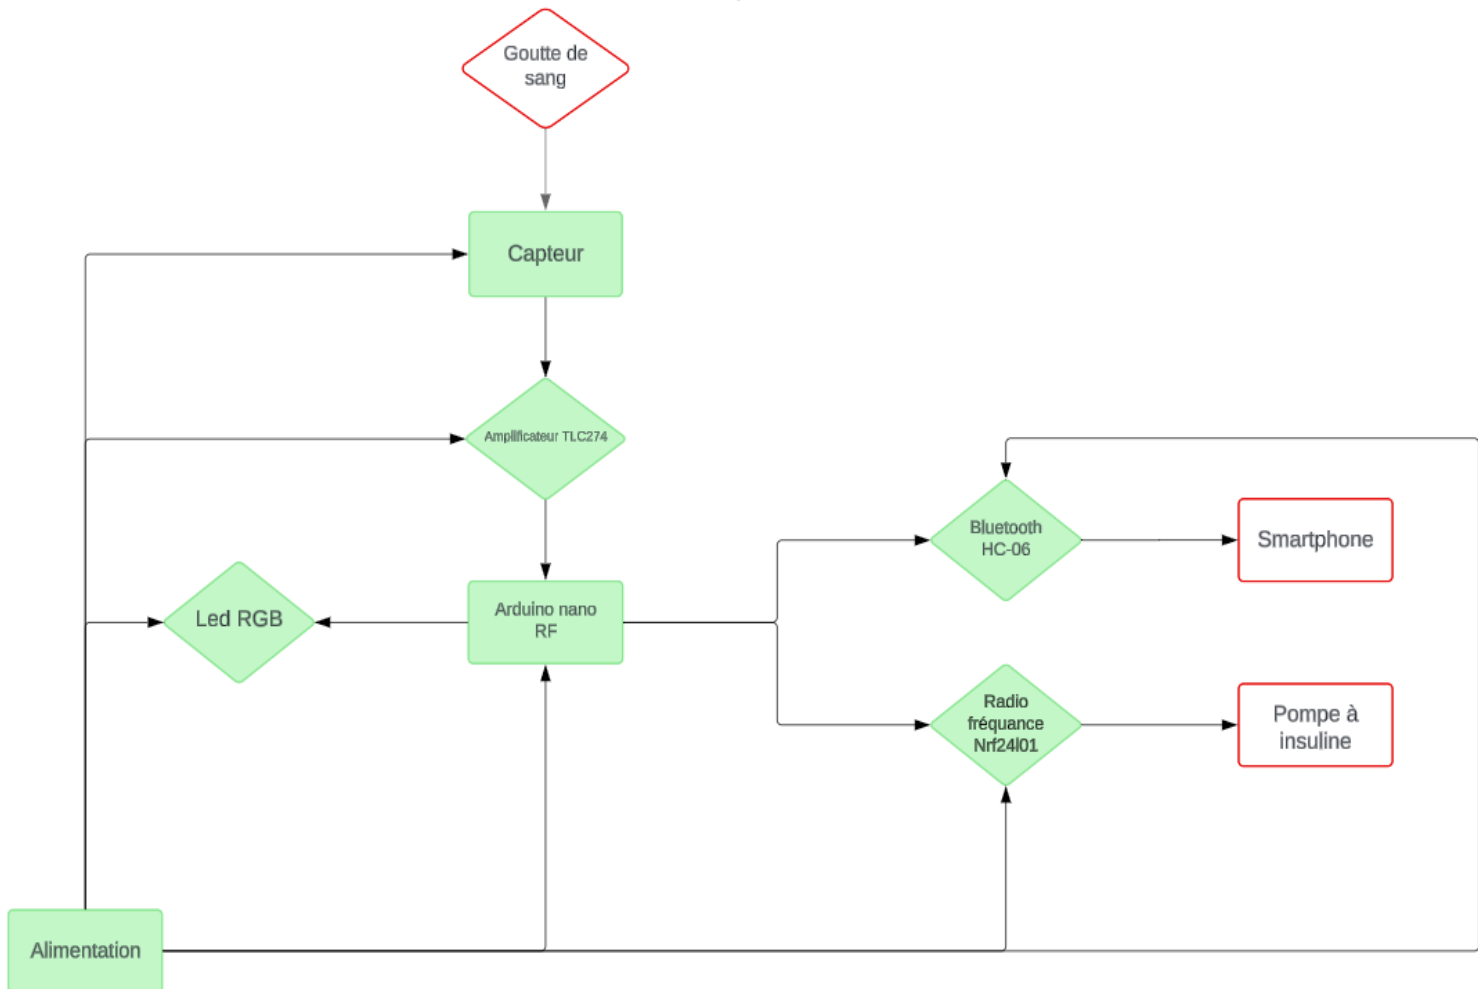 Goutte de
sang
Capteur
Amplificateur TLC274
Led RGB
Arduino nano
RF
Bluetooth
HC-06
Smartphone
Radio
fréquance
Nrf24l01
Pompe à
insuline
Alimentation